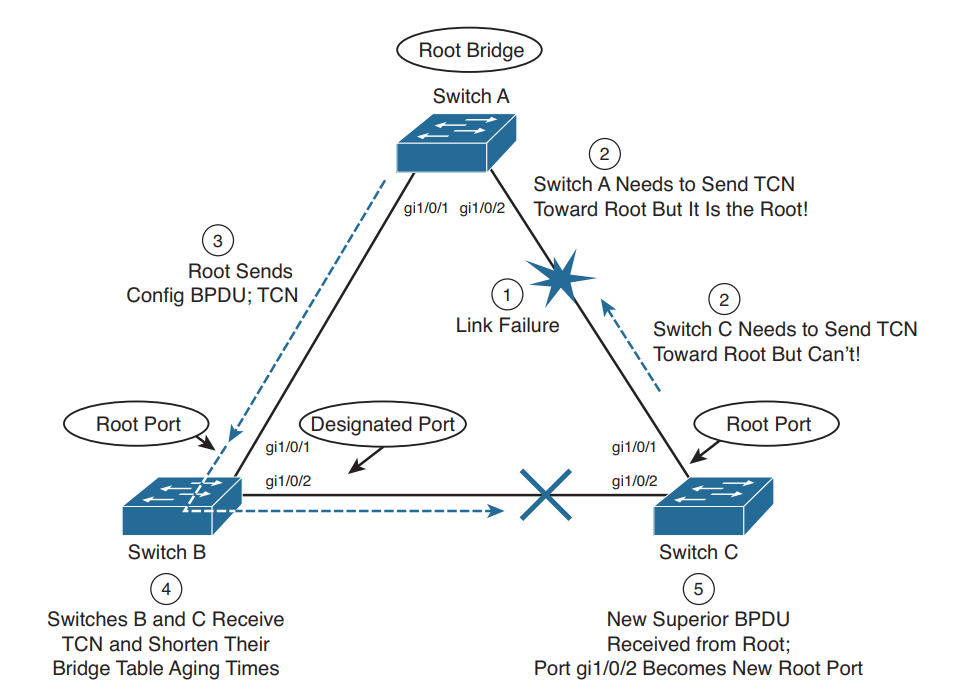 Root Bridge
Switch A
2
Switch A Needs to Send TCN
Toward Root But It Is the Root!
gi1/0/1 gi1/0/2
3
Root Sends
Config BPDU; TCN
1
Link Failure
2
Switch C Needs to Send TCN
Toward Root But Can't!
Root Port
Designated Port
Root Port
gi1/0/1
gi1/0/2
gi1/0/1
gi1/0/2
Switch B
Switch C
4
Switches B and C Receive
TCN and Shorten Their
Bridge Table Aging Times
5
New Superior BPDU
Received from Root;
Port gi1/0/2 Becomes New Root Port